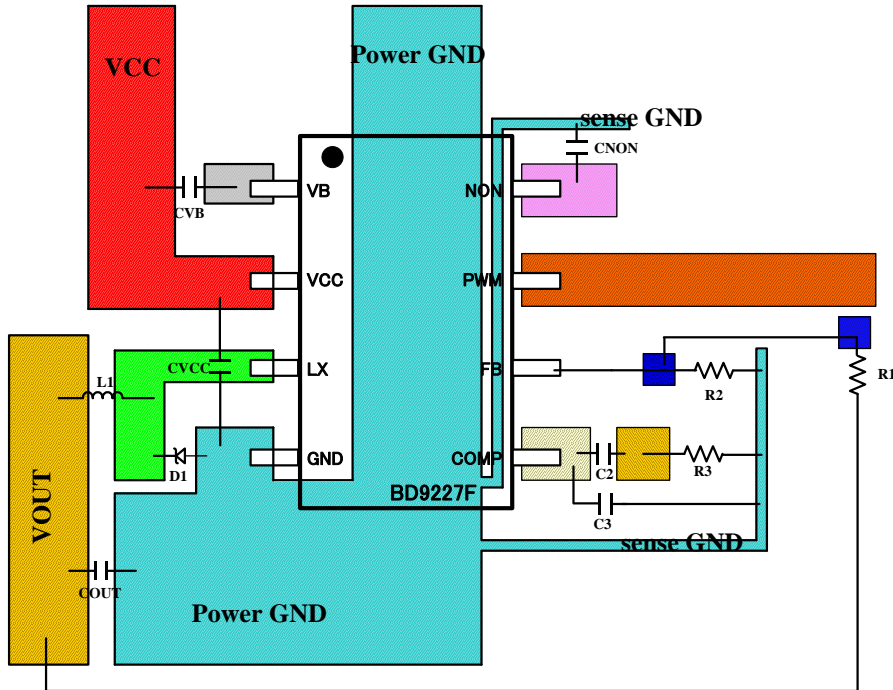 Power GND
VCC
sense GND
CNON
VB
NON
CVB
VCC
PWM
LX
FB
CVCC
L1
R1
R2
GND
COMP
D1
C2
R3
BD9227F
C3
VOUT
sense GND
COUT
Power GND